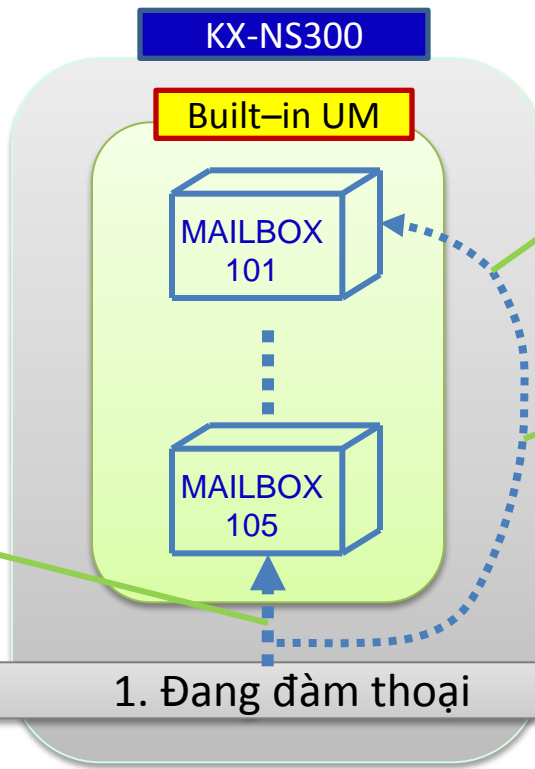 KX-NS300
Built–in UM
MAILBOX
101
MAILBOX
105
1. Đang đàm thoại